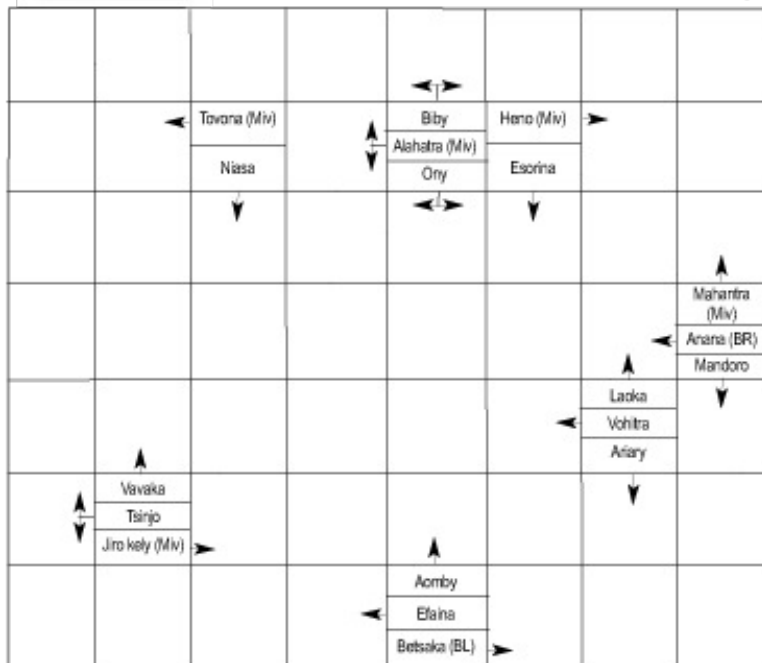 Tovona (Miv)
Niasa
Biby
Alahatra (Miv)
Ony
Heno (Miv)
Esorina
Mahantra
(Miv)
Anana (BR)
Mandoro
Laoka
Vohitra
Ariary
Vavaka
Tsinjo
Jiro kely (Miv)
Aomby
Efaina
Betsaka (BL)